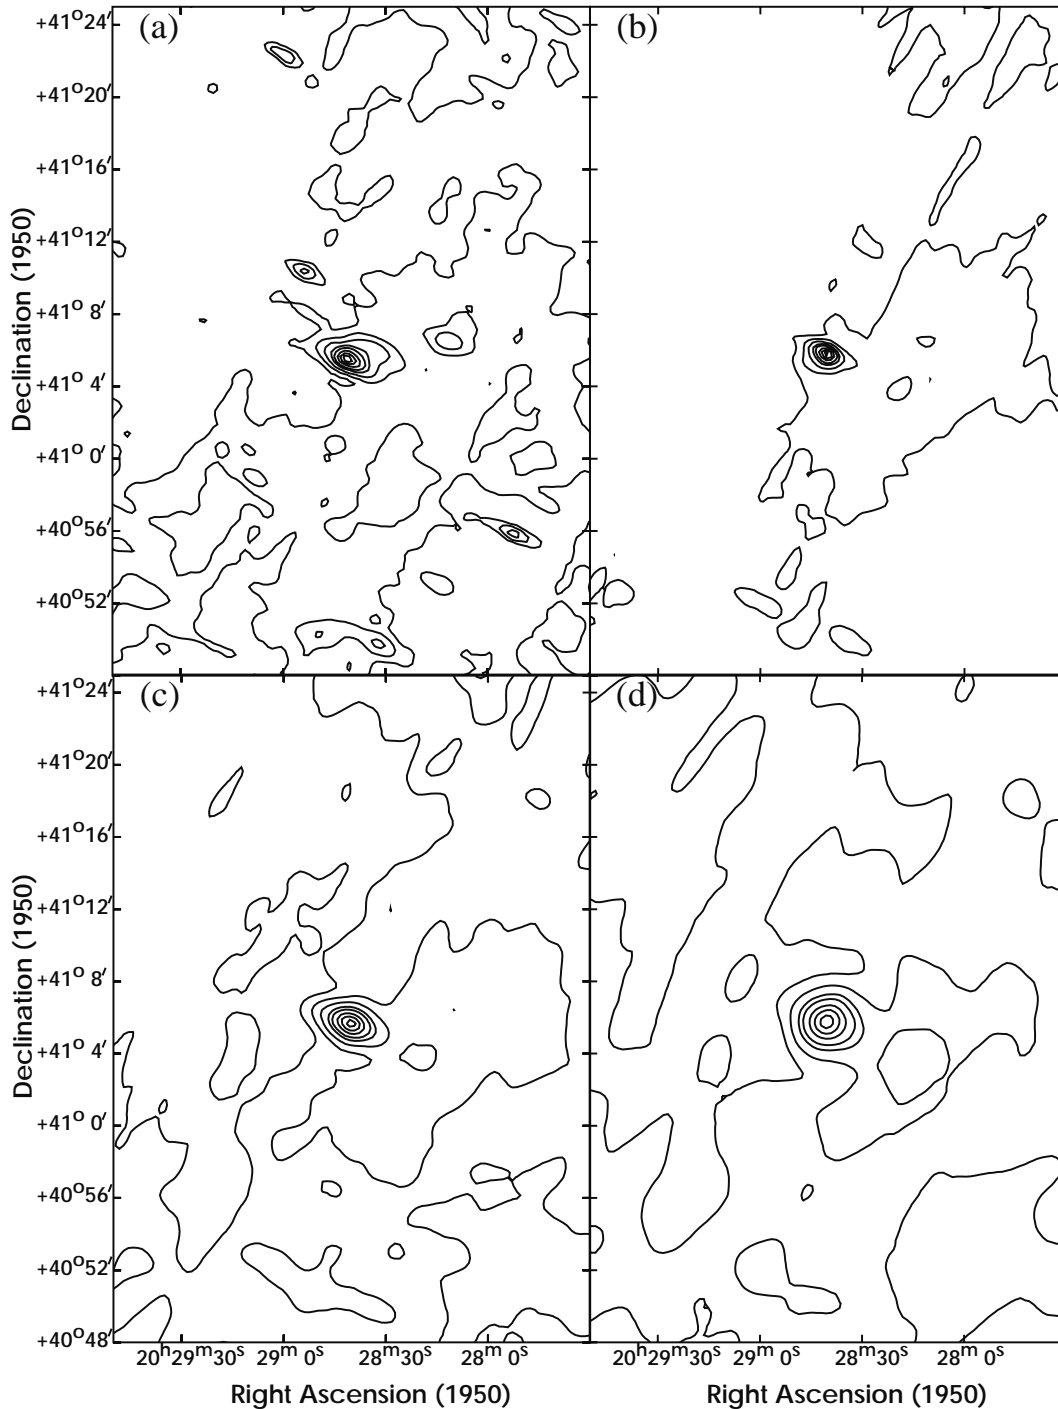 (a)
(b)
+41° 24′
+41° 20′
+41° 16′
+41° 12′
+41° 8′
+41° 4′
+41° 0′
+40° 56′
+40° 52′
Declination (1950)
(c)
(d)
+41° 24′
+41° 20′
+41° 16′
+41° 12′
+41° 8′
+41° 4′
+41° 0′
+40° 56′
+40° 52′
+40° 48′
Declination (1950)
20ʰ29ᵐ30ˢ 29ᵐ 0ˢ 28ᵐ30ˢ 28ᵐ 0ˢ
20ʰ29ᵐ30ˢ 29ᵐ 0ˢ 28ᵐ30ˢ 28ᵐ 0ˢ
Right Ascension (1950)
Right Ascension (1950)